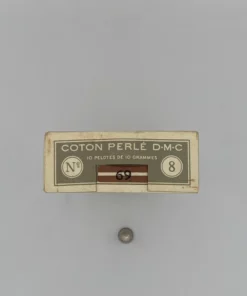 COTON PERLÉ D·M·C
10 PELOTES DE 10 GRAMMES
Nº 69 8